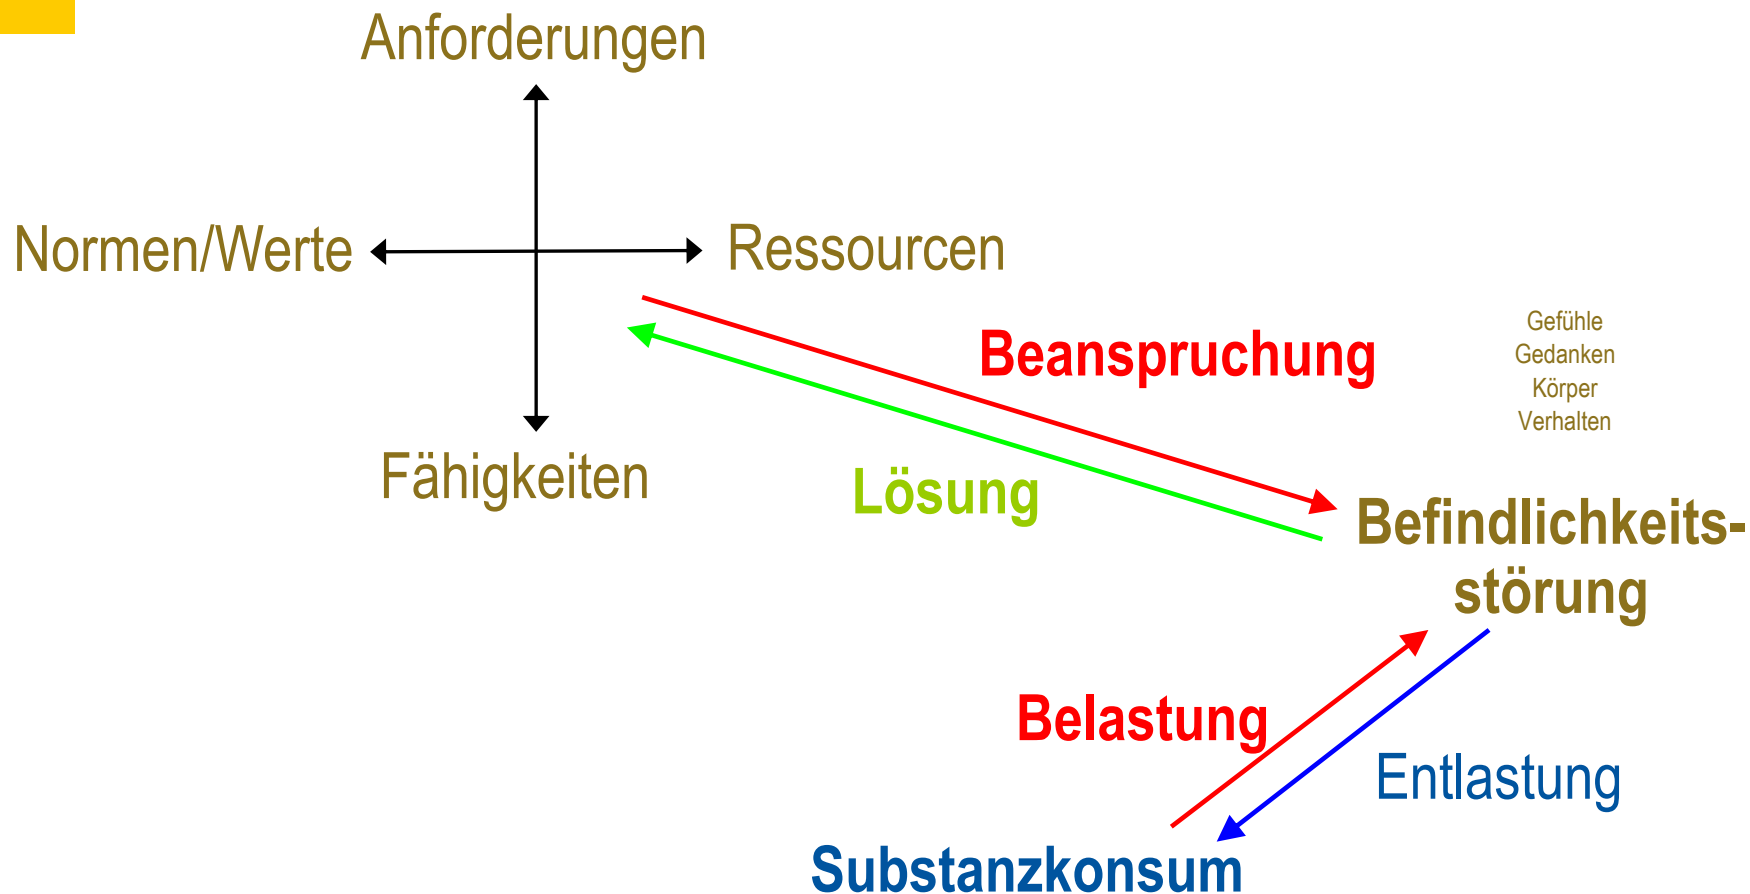 Anforderungen
Normen/Werte
Ressourcen
Fähigkeiten
Beanspruchung
Lösung
Gefühle
Gedanken
Körper
Verhalten
Befindlichkeits-
störung
Belastung
Entlastung
Substanzkonsum